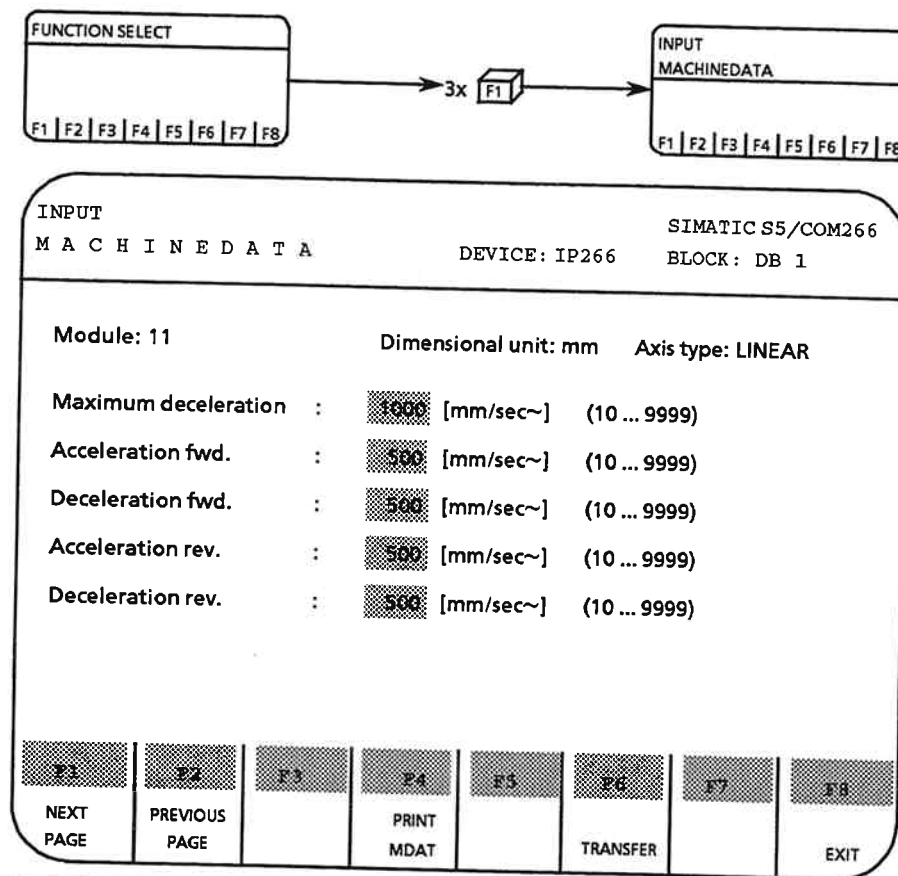 FUNCTION SELECT
F1 F2 F3 F4 F5 F6 F7 F8
3x F1
INPUT
MACHINEDATA
F1 F2 F3 F4 F5 F6 F7 F8
INPUT
SIMATIC S5/COM266
M A C H I N E D A T A DEVICE: IP266 BLOCK: DB 1
Module: 11 Dimensional unit: mm Axis type: LINEAR
Maximum deceleration : 1000 [mm/sec~] (10 ... 9999)
Acceleration fwd. : 500 [mm/sec~] (10 ... 9999)
Deceleration fwd. : 500 [mm/sec~] (10 ... 9999)
Acceleration rev. : 500 [mm/sec~] (10 ... 9999)
Deceleration rev. : 500 [mm/sec~] (10 ... 9999)
F1 F2 F3 F4 F5 F6 F7 F8
NEXT PREVIOUS PRINT
PAGE PAGE MDAT TRANSFER EXIT